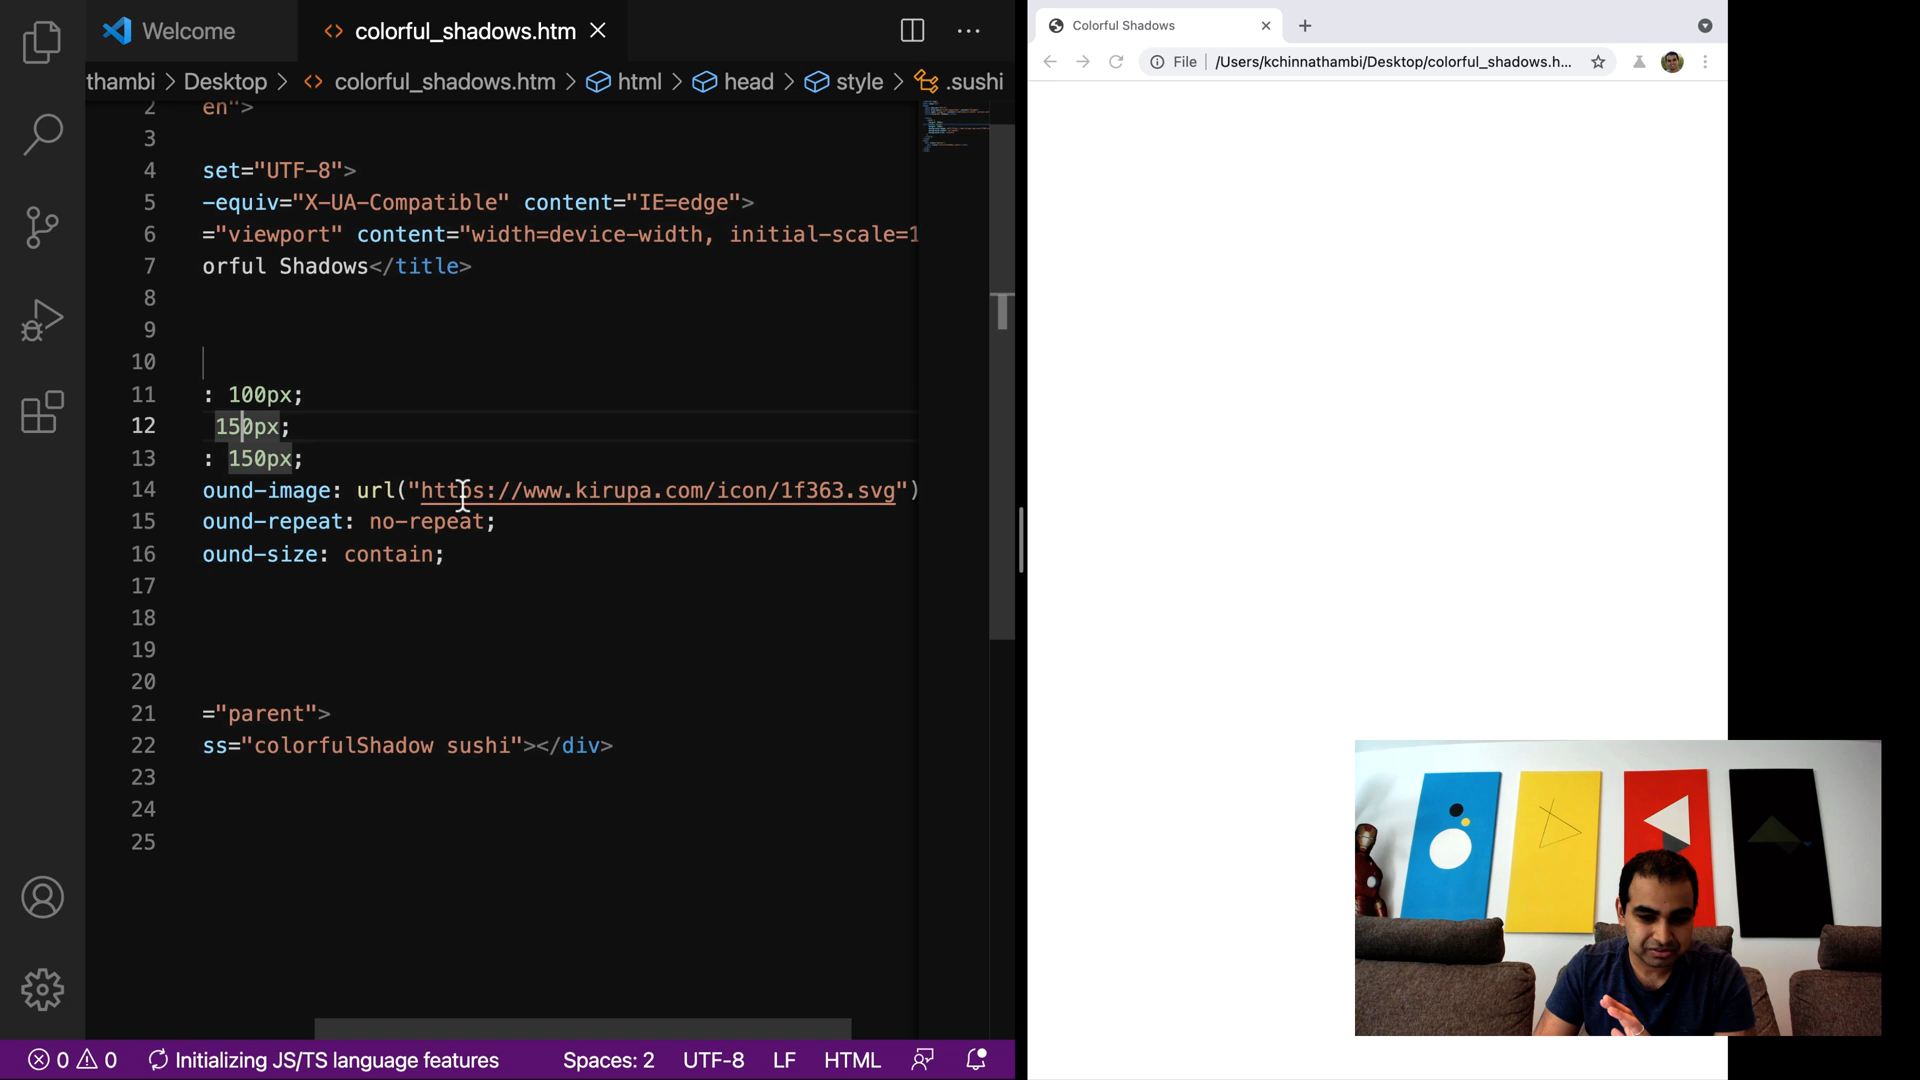 Welcome
colorful_shadows.htm
thambi > Desktop > colorful_shadows.htm > html > head > style > .sushi
2 en">
3
4 set="UTF-8">
5 -equiv="X-UA-Compatible" content="IE=edge">
6 ="viewport" content="width=device-width, initial-scale=1
7 orful Shadows</title>
8
9
10
11 : 100px;
12 150px;
13 : 150px;
14 ound-image: url("https://www.kirupa.com/icon/1f363.svg")
15 ound-repeat: no-repeat;
16 ound-size: contain;
17
18
19
20
21 ="parent">
22 ss="colorfulShadow sushi"></div>
23
24
25
0 0 Initializing JS/TS language features Spaces: 2 UTF-8 LF HTML
Colorful Shadows
File /Users/kchinnathambi/Desktop/colorful_shadows.h...